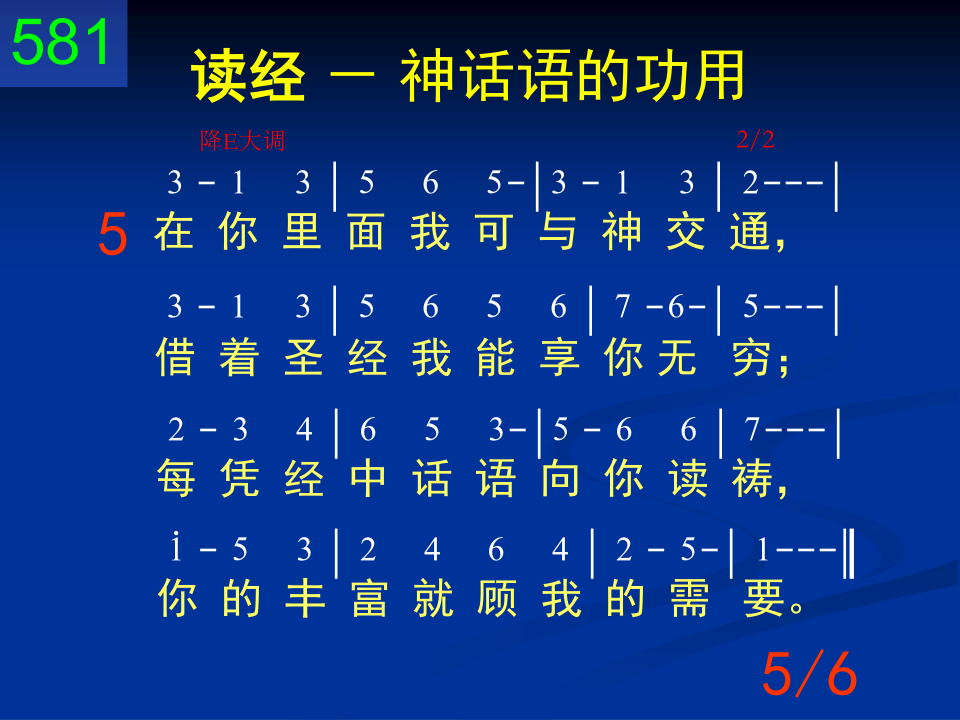 581
读经 － 神话语的功用
降E大调 2/2
3 - 1 3 | 5 6 5- | 3 - 1 3 | 2--- |
5 在你里面我可与神交通，
3 - 1 3 | 5 6 5 6 | 7 -6- | 5--- |
借着圣经我能享你无穷；
2 - 3 4 | 6 5 3- | 5 - 6 6 | 7--- |
每凭经中话语向你读祷，
i - 5 3 | 2 4 6 4 | 2 - 5- | 1--- ‖
你的丰富就顾我的需要。
5/6